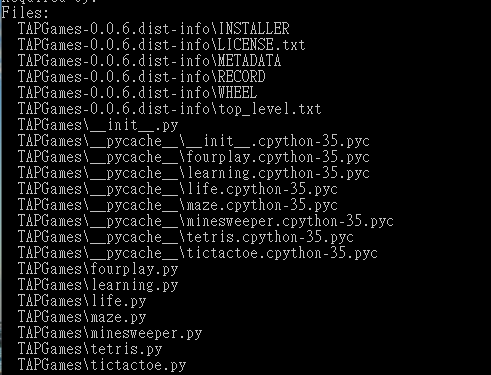 Required-by:
Files:
TAPGames-0.0.6.dist-info\INSTALLER
TAPGames-0.0.6.dist-info\LICENSE.txt
TAPGames-0.0.6.dist-info\METADATA
TAPGames-0.0.6.dist-info\RECORD
TAPGames-0.0.6.dist-info\WHEEL
TAPGames-0.0.6.dist-info\top_level.txt
TAPGames\__init__.py
TAPGames\__pycache__\__init__.cpython-35.pyc
TAPGames\__pycache__\fourplay.cpython-35.pyc
TAPGames\__pycache__\learning.cpython-35.pyc
TAPGames\__pycache__\life.cpython-35.pyc
TAPGames\__pycache__\maze.cpython-35.pyc
TAPGames\__pycache__\minesweeper.cpython-35.pyc
TAPGames\__pycache__\tetris.cpython-35.pyc
TAPGames\__pycache__\tictactoe.cpython-35.pyc
TAPGames\fourplay.py
TAPGames\learning.py
TAPGames\life.py
TAPGames\maze.py
TAPGames\minesweeper.py
TAPGames\tetris.py
TAPGames\tictactoe.py